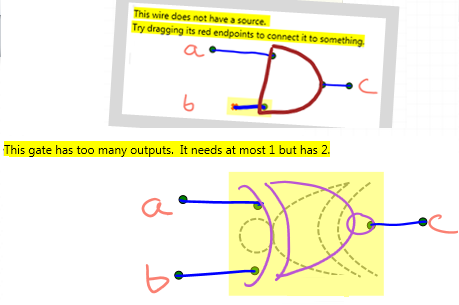 This wire does not have a source.
Try dragging its red endpoints to connect it to something.
a
c
b
This gate has too many outputs.  It needs at most 1 but has 2.
a
c
b